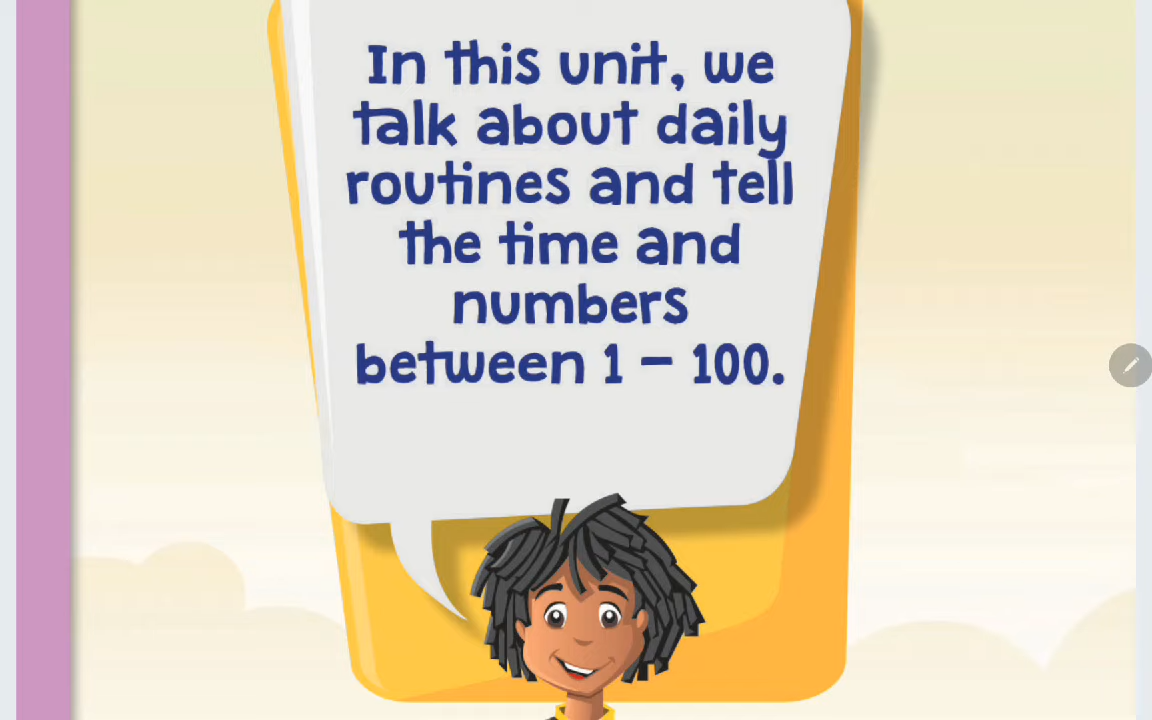 In this unit, we
talk about daily
routines and tell
the time and
numbers
between 1 – 100.